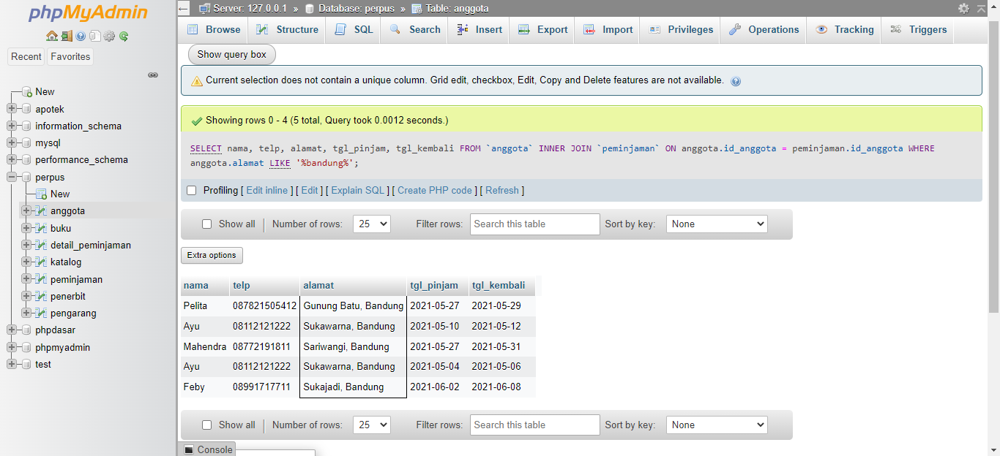 phpMyAdmin
Recent Favorites
New
apotek
information_schema
mysql
performance_schema
perpus
New
anggota
buku
detail_peminjaman
katalog
peminjaman
penerbit
pengarang
phpdasar
phpmyadmin
test
Server: 127.0.0.1 » Database: perpus » Table: anggota
Browse Structure SQL Search Insert Export Import Privileges Operations Tracking Triggers
Show query box
Current selection does not contain a unique column. Grid edit, checkbox, Edit, Copy and Delete features are not available.
Showing rows 0 - 4 (5 total, Query took 0.0012 seconds.)
SELECT nama, telp, alamat, tgl_pinjam, tgl_kembali FROM `anggota` INNER JOIN `peminjaman` ON anggota.id_anggota = peminjaman.id_anggota WHERE
anggota.alamat LIKE '%bandung%';
Profiling [ Edit inline ] [ Edit ] [ Explain SQL ] [ Create PHP code ] [ Refresh ]
Show all | Number of rows: 25 Filter rows: Search this table Sort by key: None
Extra options
nama telp alamat tgl_pinjam tgl_kembali
Pelita 087821505412 Gunung Batu, Bandung 2021-05-27 2021-05-29
Ayu 08112121222 Sukawarna, Bandung 2021-05-10 2021-05-12
Mahendra 08772191811 Sariwangi, Bandung 2021-05-27 2021-05-31
Ayu 08112121222 Sukawarna, Bandung 2021-05-04 2021-05-06
Feby 08991717711 Sukajadi, Bandung 2021-06-02 2021-06-08
Show all | Number of rows: 25 Filter rows: Search this table Sort by key: None
Console